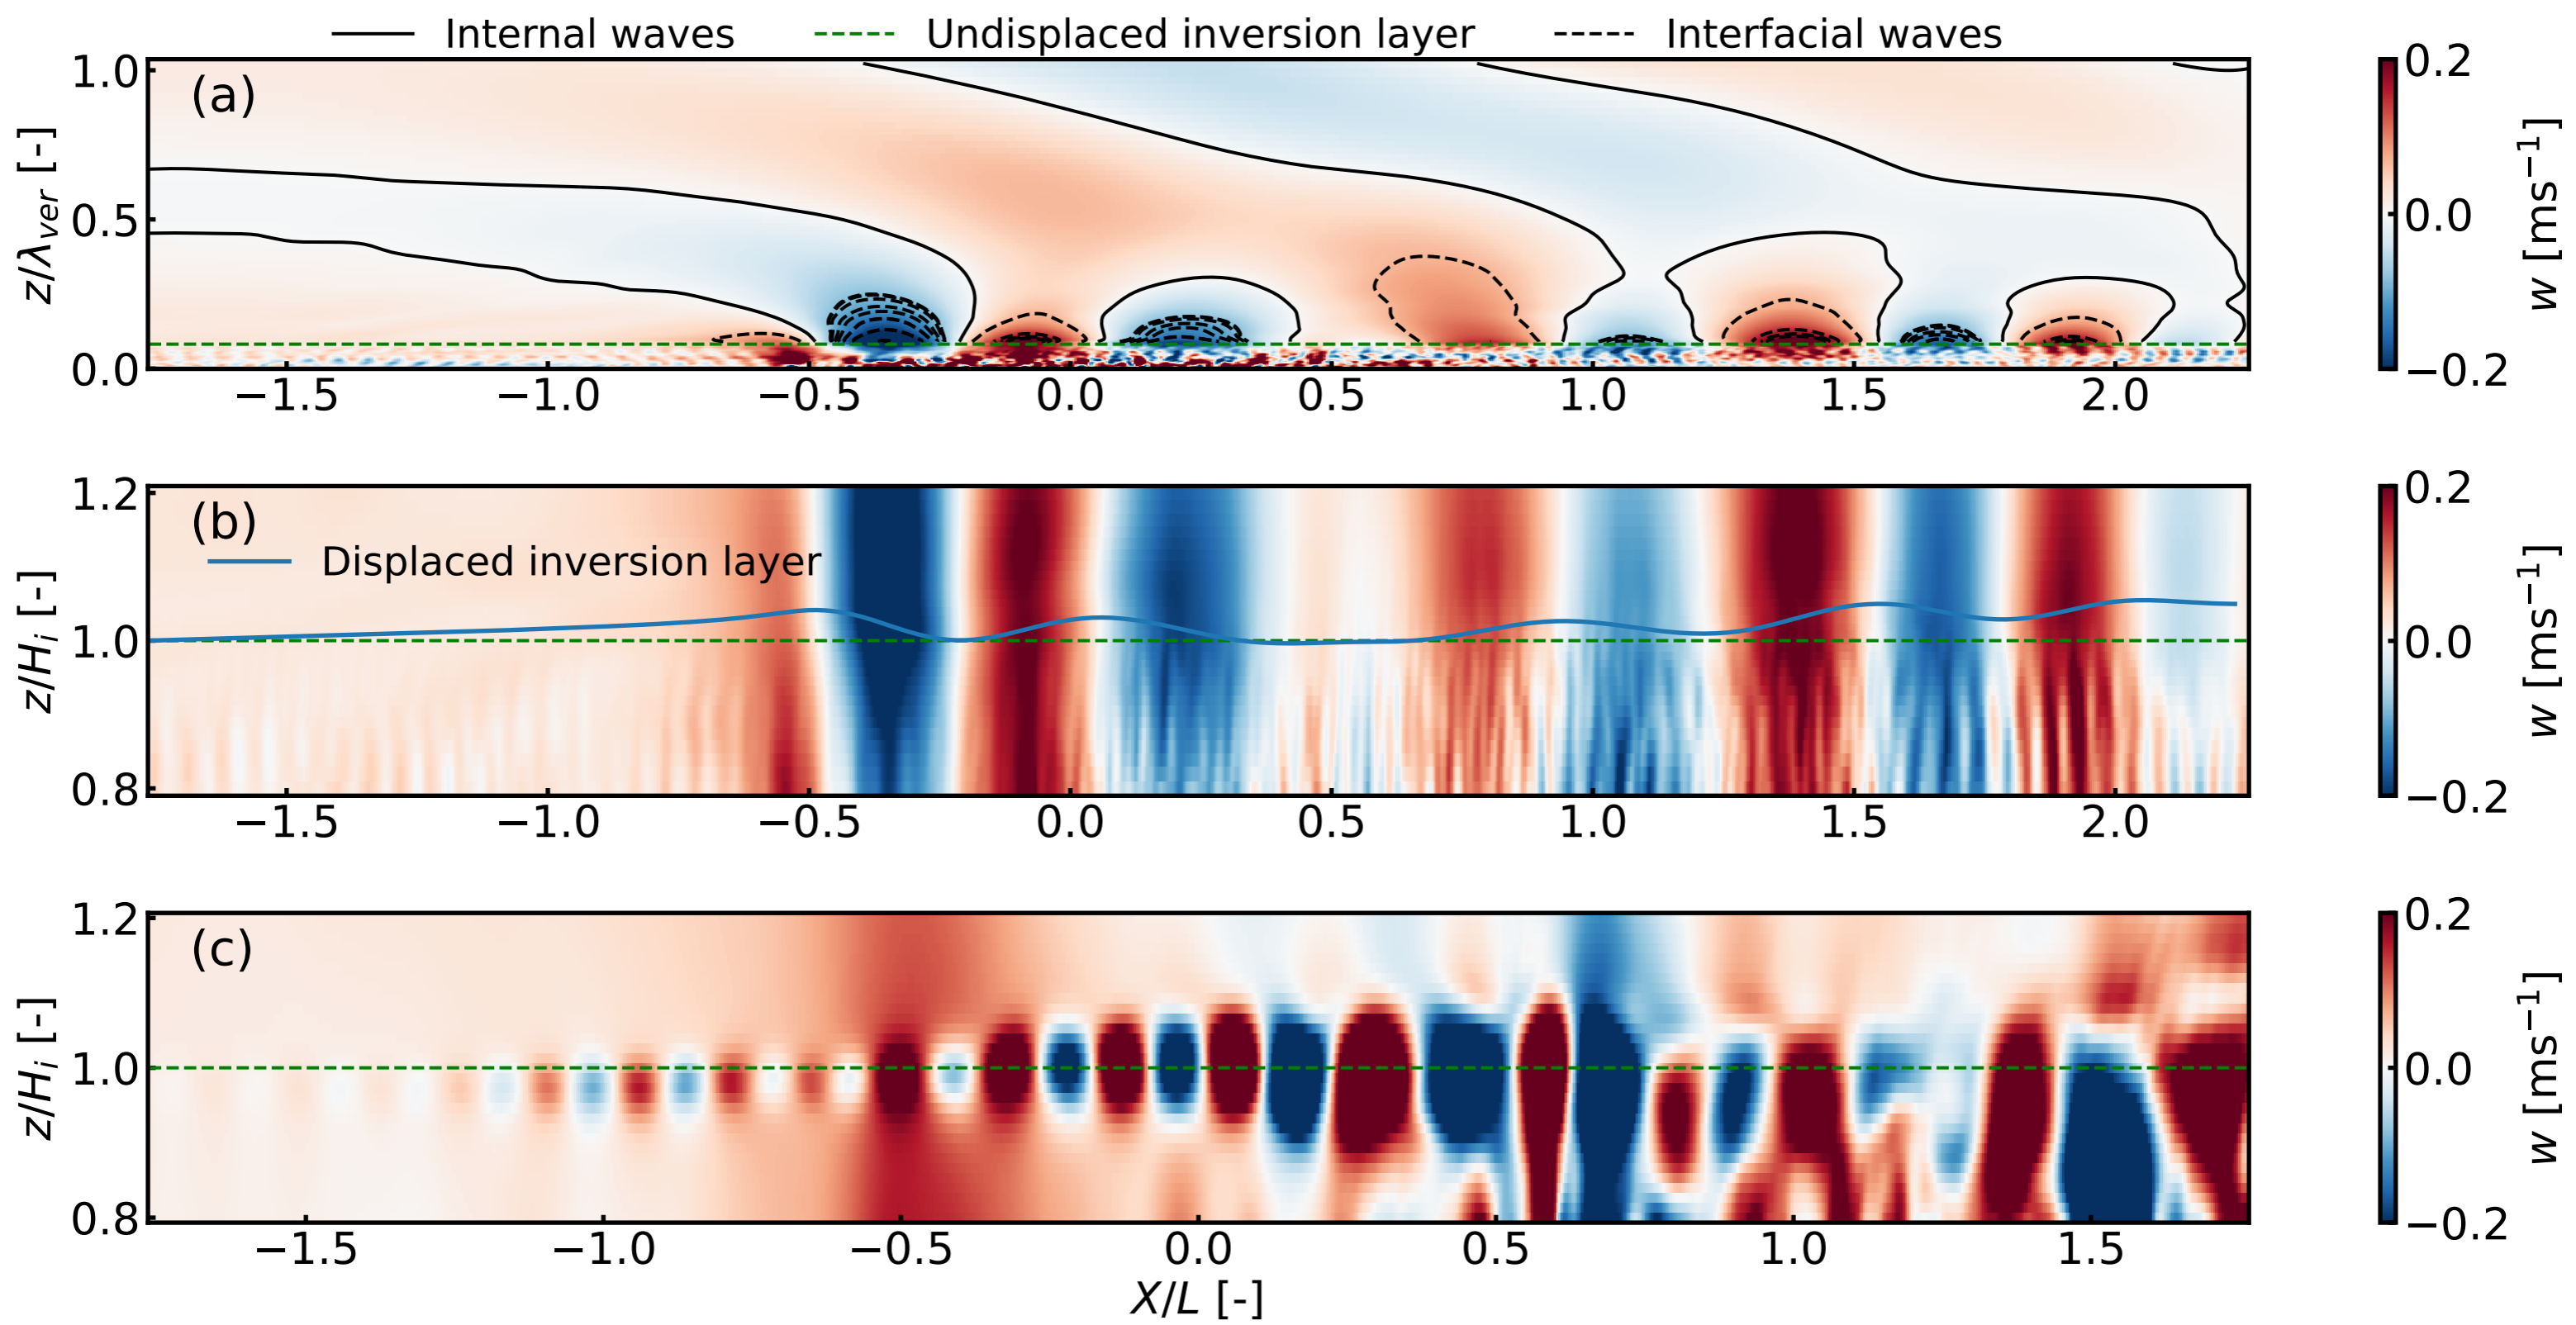 Internal waves
Undisplaced inversion layer
Interfacial waves
(a)
z/λ_ver [-]
1.0
0.5
0.0
−1.5 −1.0 −0.5 0.0 0.5 1.0 1.5 2.0
0.2
0.0
−0.2
w [ms⁻¹]
(b)
Displaced inversion layer
z/H_i [-]
1.2
1.0
0.8
−1.5 −1.0 −0.5 0.0 0.5 1.0 1.5 2.0
0.2
0.0
−0.2
w [ms⁻¹]
(c)
z/H_i [-]
1.2
1.0
0.8
−1.5 −1.0 −0.5 0.0 0.5 1.0 1.5
X/L [-]
0.2
0.0
−0.2
w [ms⁻¹]